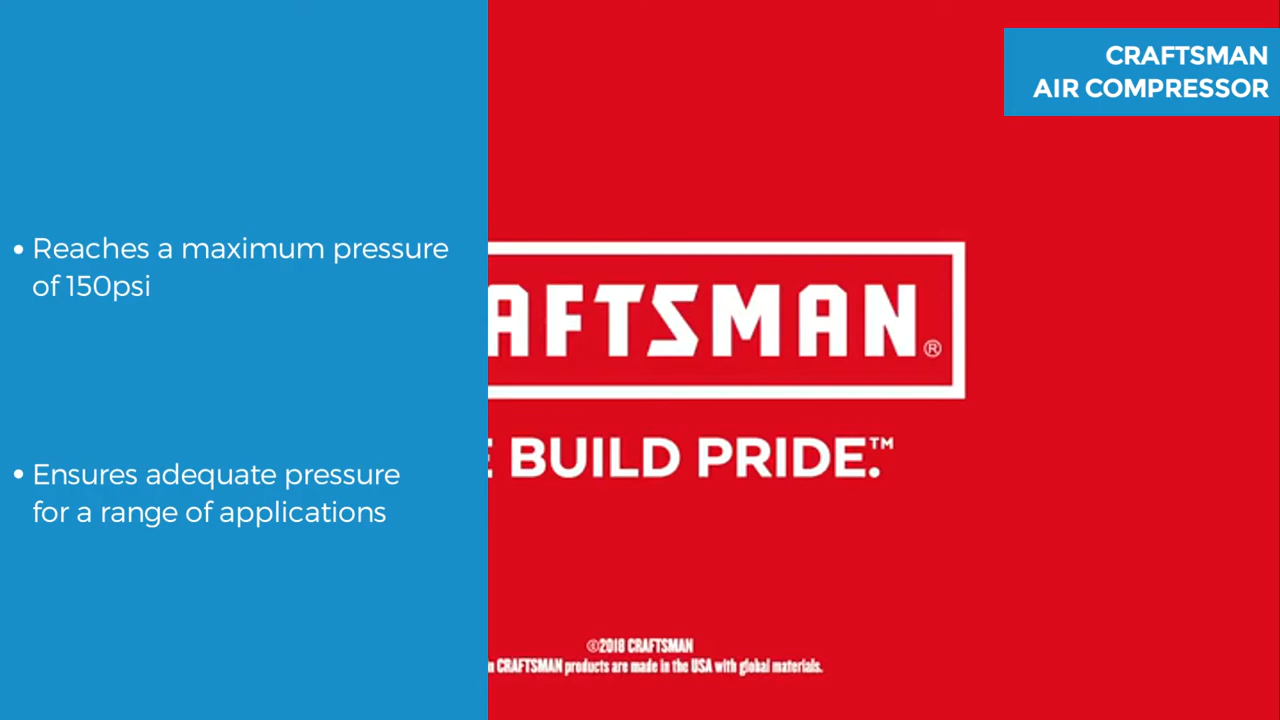 CRAFTSMAN
AIR COMPRESSOR
• Reaches a maximum pressure
of 150psi
AFTSMAN®
BUILD PRIDE.™
• Ensures adequate pressure
for a range of applications
©2018 CRAFTSMAN
CRAFTSMAN products are made in the USA with global materials.